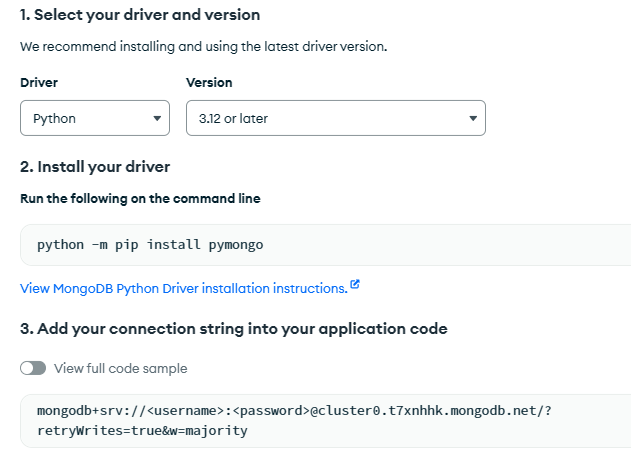 1. Select your driver and version
We recommend installing and using the latest driver version.
Driver Version
Python 3.12 or later
2. Install your driver
Run the following on the command line
python -m pip install pymongo
View MongoDB Python Driver installation instructions.
3. Add your connection string into your application code
View full code sample
mongodb+srv://<username>:<password>@cluster0.t7xnhhk.mongodb.net/?
retryWrites=true&w=majority